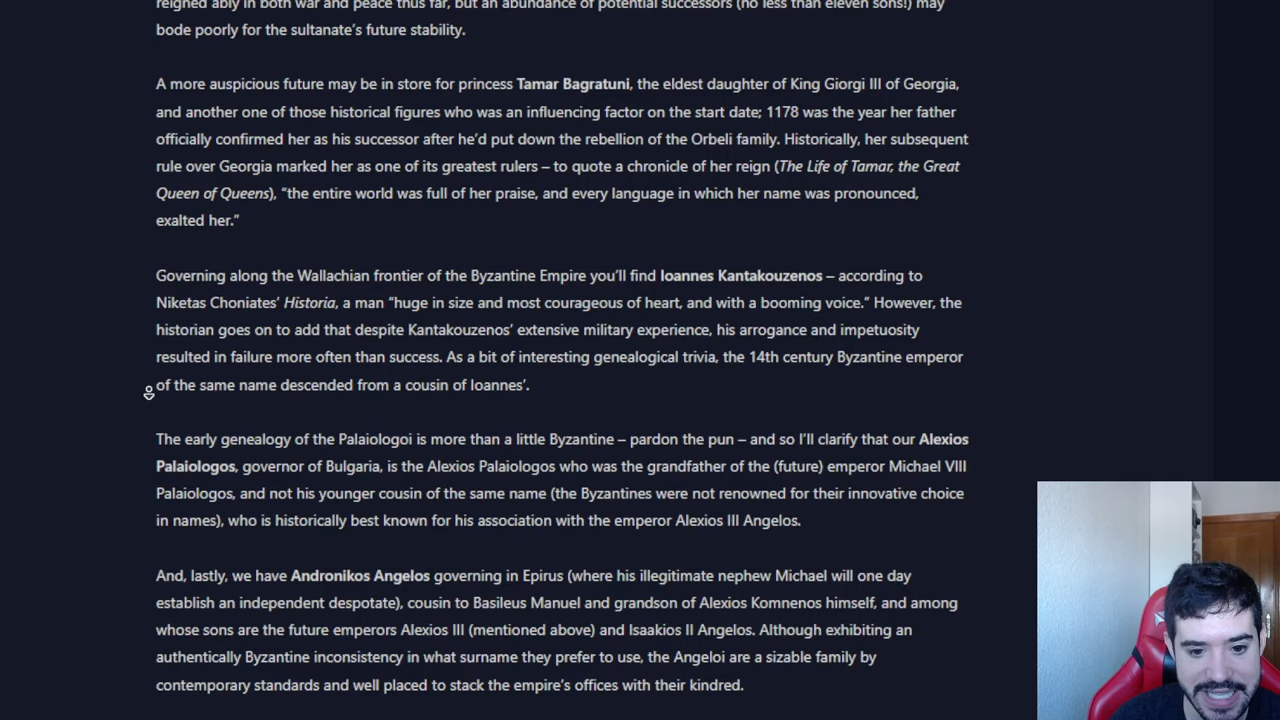 reigned ably in both war and peace thus far, but an abundance of potential successors (no less than eleven sons!) may
bode poorly for the sultanate's future stability.
A more auspicious future may be in store for princess Tamar Bagratuni, the eldest daughter of King Giorgi III of Georgia,
and another one of those historical figures who was an influencing factor on the start date; 1178 was the year her father
officially confirmed her as his successor after he'd put down the rebellion of the Orbeli family. Historically, her subsequent
rule over Georgia marked her as one of its greatest rulers – to quote a chronicle of her reign (The Life of Tamar, the Great
Queen of Queens), “the entire world was full of her praise, and every language in which her name was pronounced,
exalted her.”
Governing along the Wallachian frontier of the Byzantine Empire you'll find Ioannes Kantakouzenos – according to
Niketas Choniates' Historia, a man “huge in size and most courageous of heart, and with a booming voice.” However, the
historian goes on to add that despite Kantakouzenos' extensive military experience, his arrogance and impetuosity
resulted in failure more often than success. As a bit of interesting genealogical trivia, the 14th century Byzantine emperor
of the same name descended from a cousin of Ioannes'.
The early genealogy of the Palaiologoi is more than a little Byzantine – pardon the pun – and so I'll clarify that our Alexios
Palaiologos, governor of Bulgaria, is the Alexios Palaiologos who was the grandfather of the (future) emperor Michael VIII
Palaiologos, and not his younger cousin of the same name (the Byzantines were not renowned for their innovative choice
in names), who is historically best known for his association with the emperor Alexios III Angelos.
And, lastly, we have Andronikos Angelos governing in Epirus (where his illegitimate nephew Michael will one day
establish an independent despotate), cousin to Basileus Manuel and grandson of Alexios Komnenos himself, and among
whose sons are the future emperors Alexios III (mentioned above) and Isaakios II Angelos. Although exhibiting an
authentically Byzantine inconsistency in what surname they prefer to use, the Angeloi are a sizable family by
contemporary standards and well placed to stack the empire's offices with their kindred.